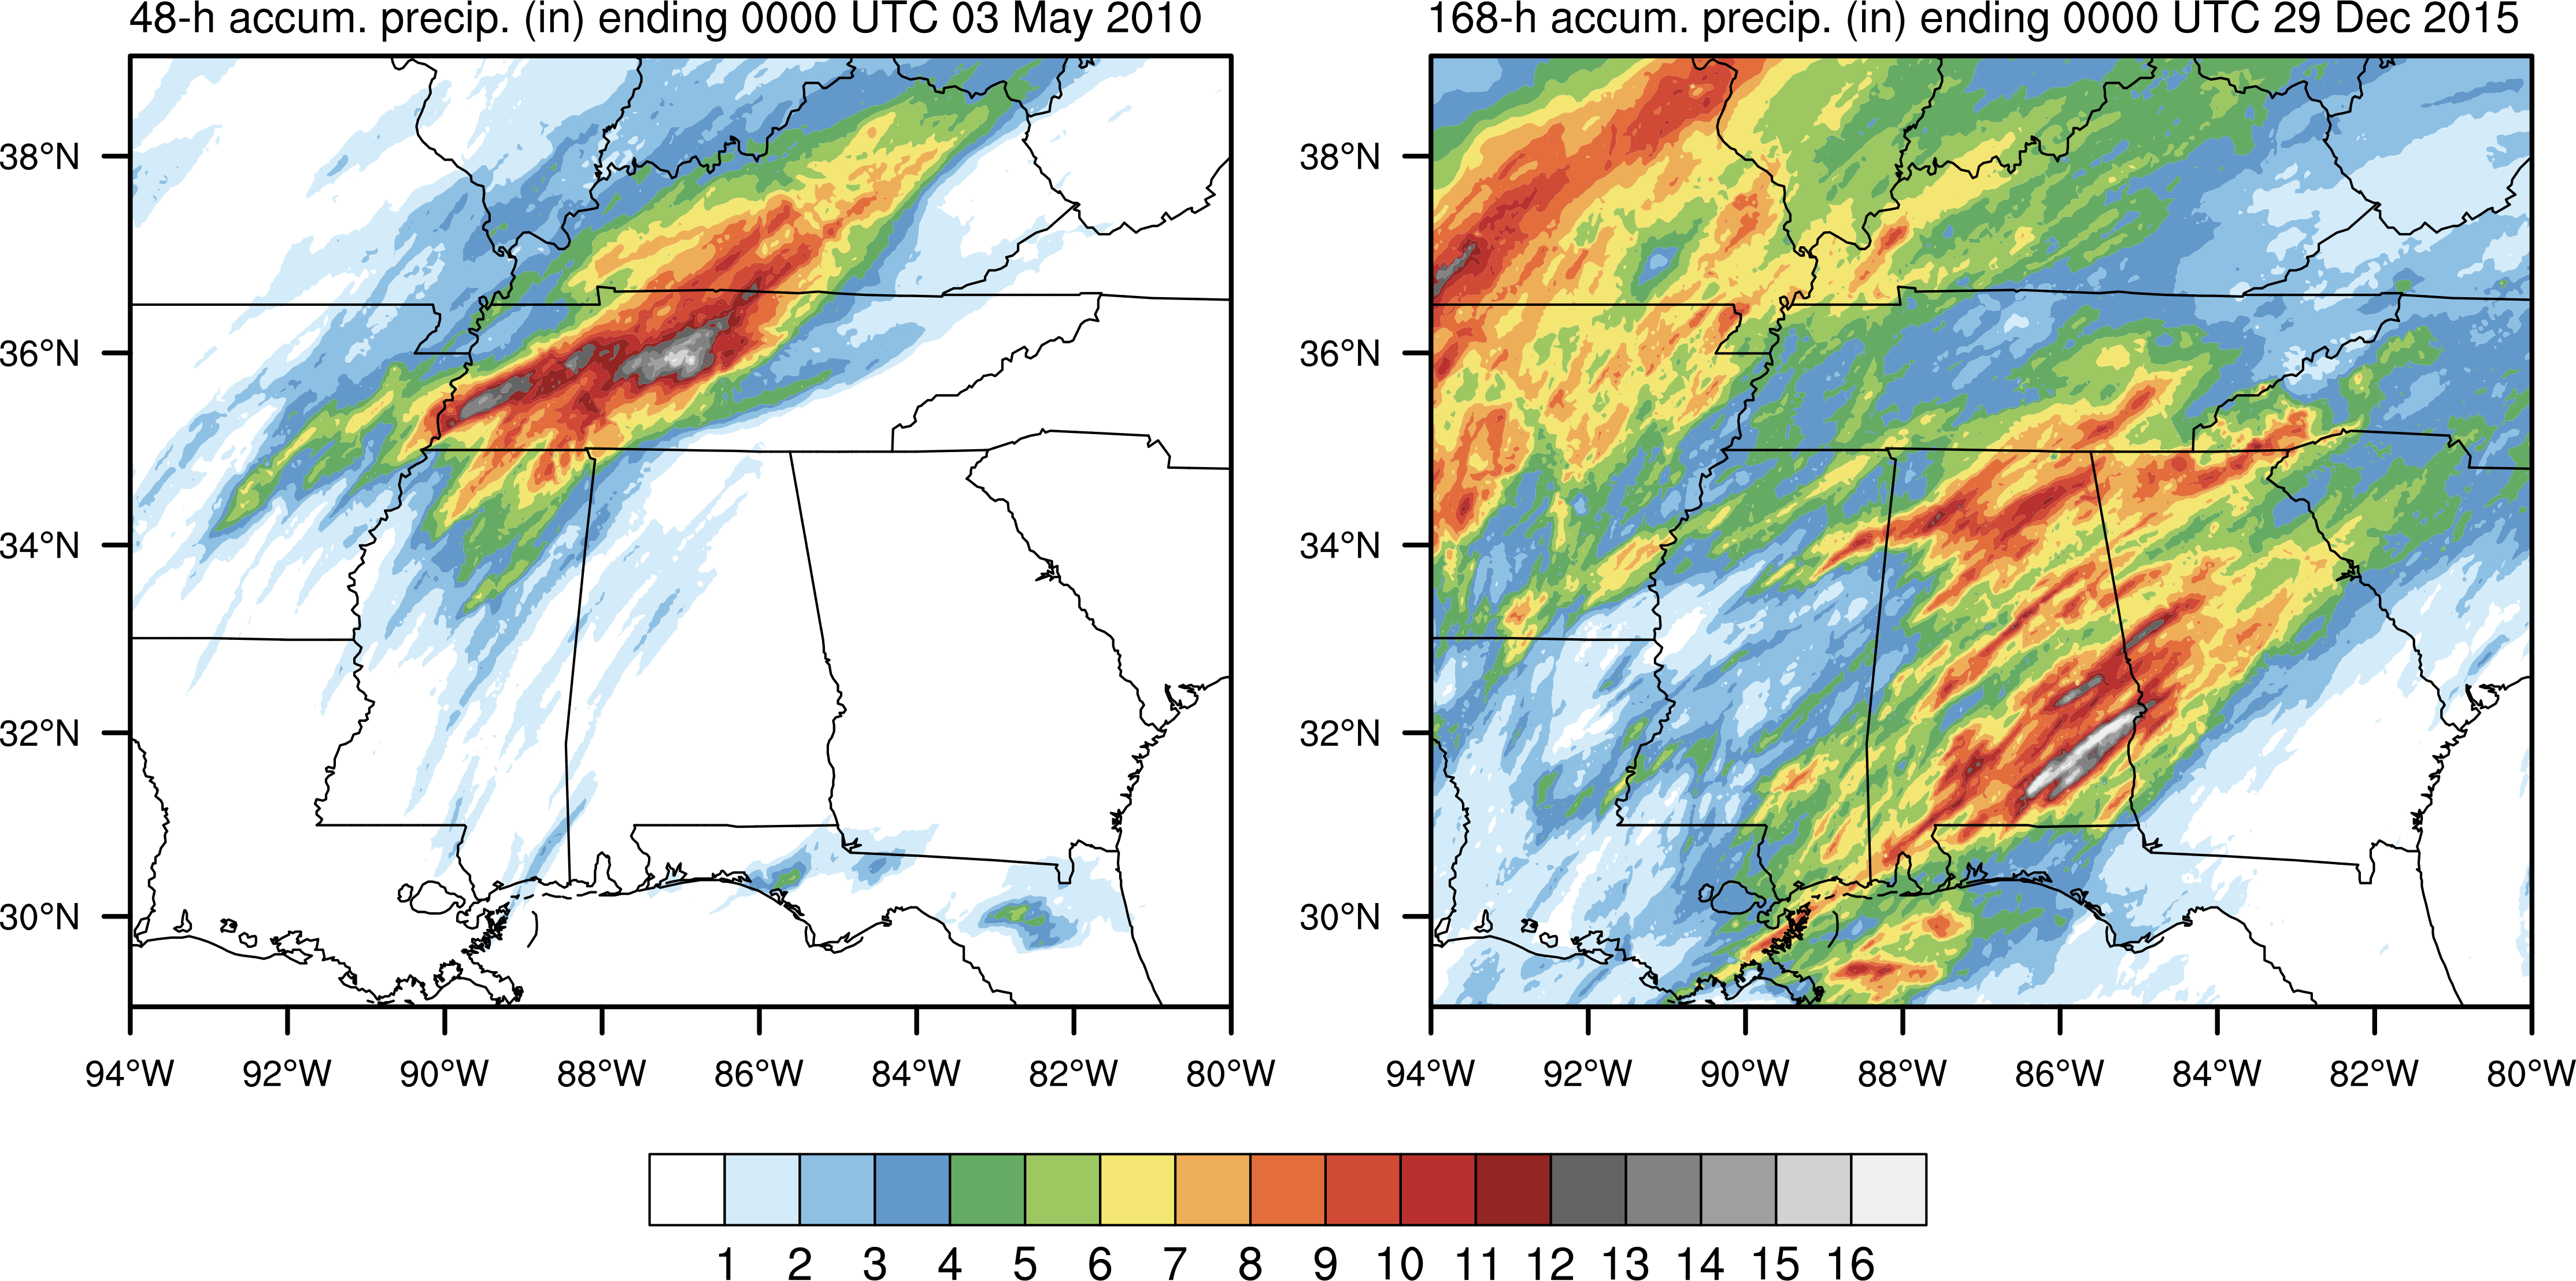 48-h accum. precip. (in) ending 0000 UTC 03 May 2010
168-h accum. precip. (in) ending 0000 UTC 29 Dec 2015
38°N
36°N
34°N
32°N
30°N
94°W 92°W 90°W 88°W 86°W 84°W 82°W 80°W
38°N
36°N
34°N
32°N
30°N
94°W 92°W 90°W 88°W 86°W 84°W 82°W 80°W
1 2 3 4 5 6 7 8 9 10 11 12 13 14 15 16